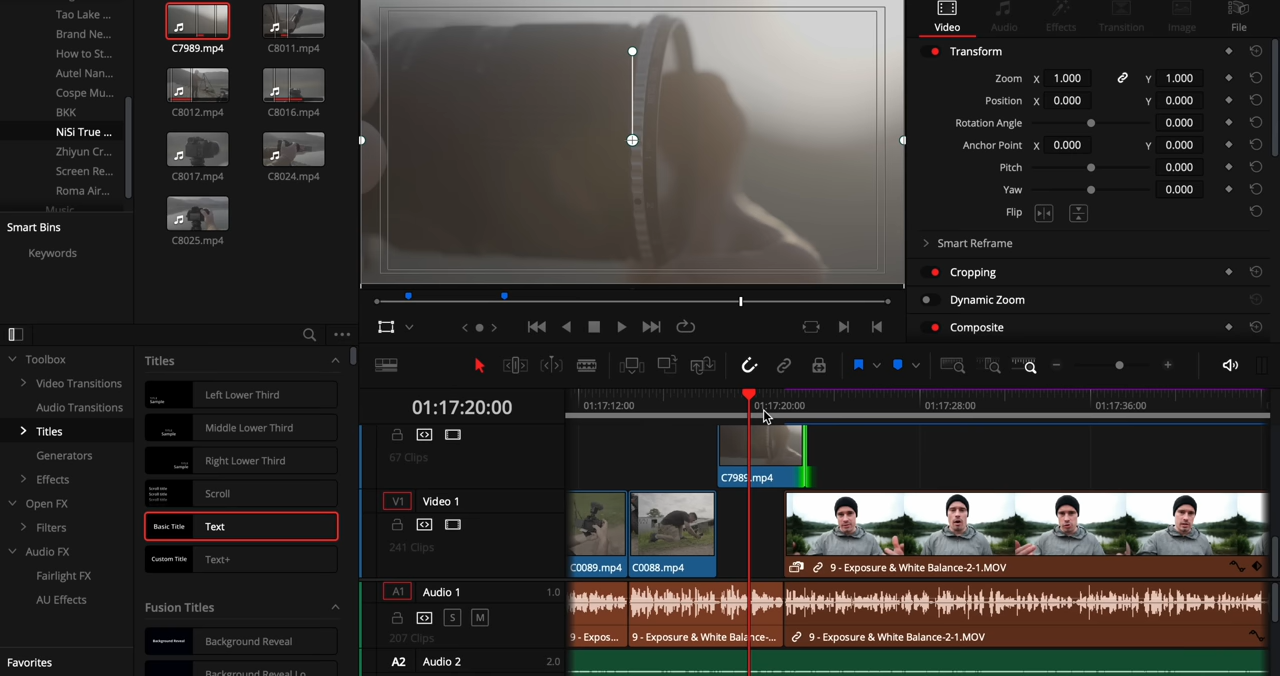 Tao Lake ...
Brand Ne...
How to St...
Autel Nan...
Cospe Mu...
BKK
NiSi True ...
Zhiyun Cr...
Screen Re...
Roma Air...
Music
Smart Bins
Keywords
C7989.mp4
C8011.mp4
C8012.mp4
C8016.mp4
C8017.mp4
C8024.mp4
C8025.mp4
Video
Audio
Effects
Transition
Image
File
Transform
Zoom X 1.000 Y 1.000
Position X 0.000 Y 0.000
Rotation Angle 0.000
Anchor Point X 0.000 Y 0.000
Pitch 0.000
Yaw 0.000
Flip
Smart Reframe
Cropping
Dynamic Zoom
Composite
Toolbox
Video Transitions
Audio Transitions
Titles
Generators
Effects
Open FX
Filters
Audio FX
Fairlight FX
AU Effects
Favorites
Titles
Left Lower Third
Middle Lower Third
Right Lower Third
Scroll
Basic Title Text
Custom Title Text+
Fusion Titles
Background Reveal Background Reveal
Background Reveal Lo...
01:17:20:00
01:17:12:00
01:17:20:00
01:17:28:00
01:17:36:00
67 Clips
C7989.mp4
V1 Video 1
241 Clips
C0089.mp4
C0088.mp4
9 - Exposure & White Balance-2-1.MOV
A1 Audio 1 1.0
S M
207 Clips
9 - Expos...
9 - Exposure & White Balance-...
9 - Exposure & White Balance-2-1.MOV
A2 Audio 2 2.0